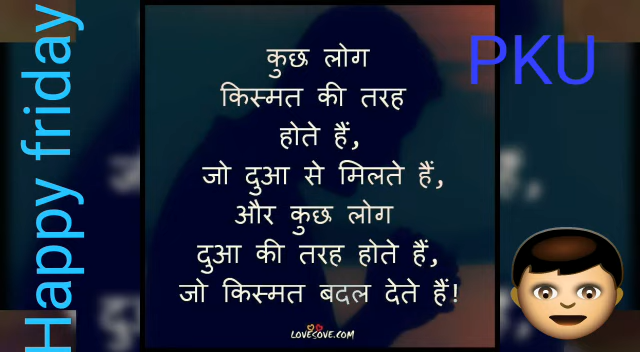 Happy friday
PKU
कुछ लोग
किस्मत की तरह
होते हैं,
जो दुआ से मिलते हैं,
और कुछ लोग
दुआ की तरह होते हैं,
जो किस्मत बदल देते हैं!
LOVESOVE.COM